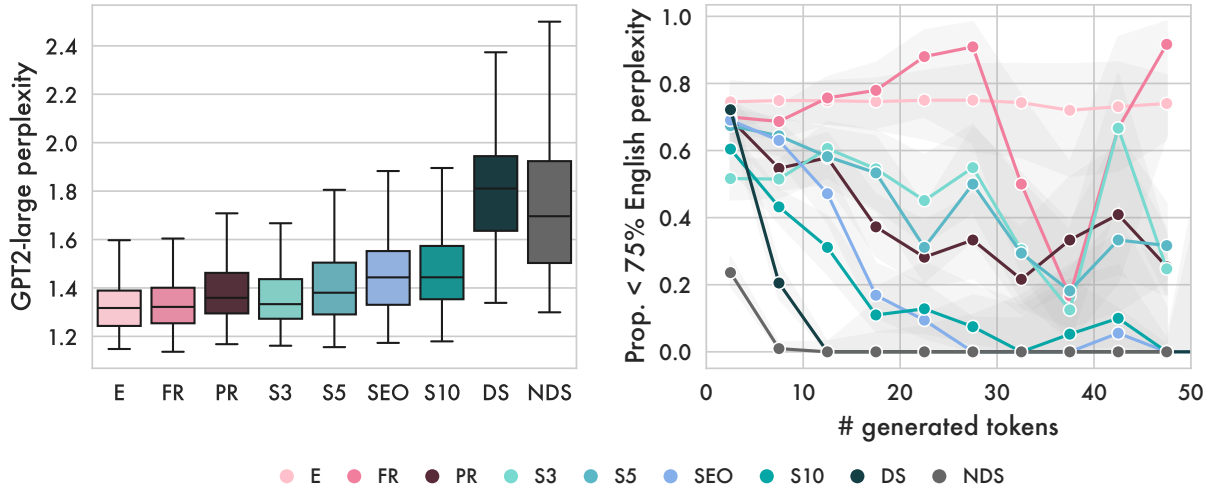 GPT2-large perplexity
2.4
2.2
2.0
1.8
1.6
1.4
1.2
E FR PR S3 S5 SEO S10 DS NDS
Prop. < 75% English perplexity
1.0
0.8
0.6
0.4
0.2
0.0
0 10 20 30 40 50
# generated tokens
E FR PR S3 S5 SEO S10 DS NDS